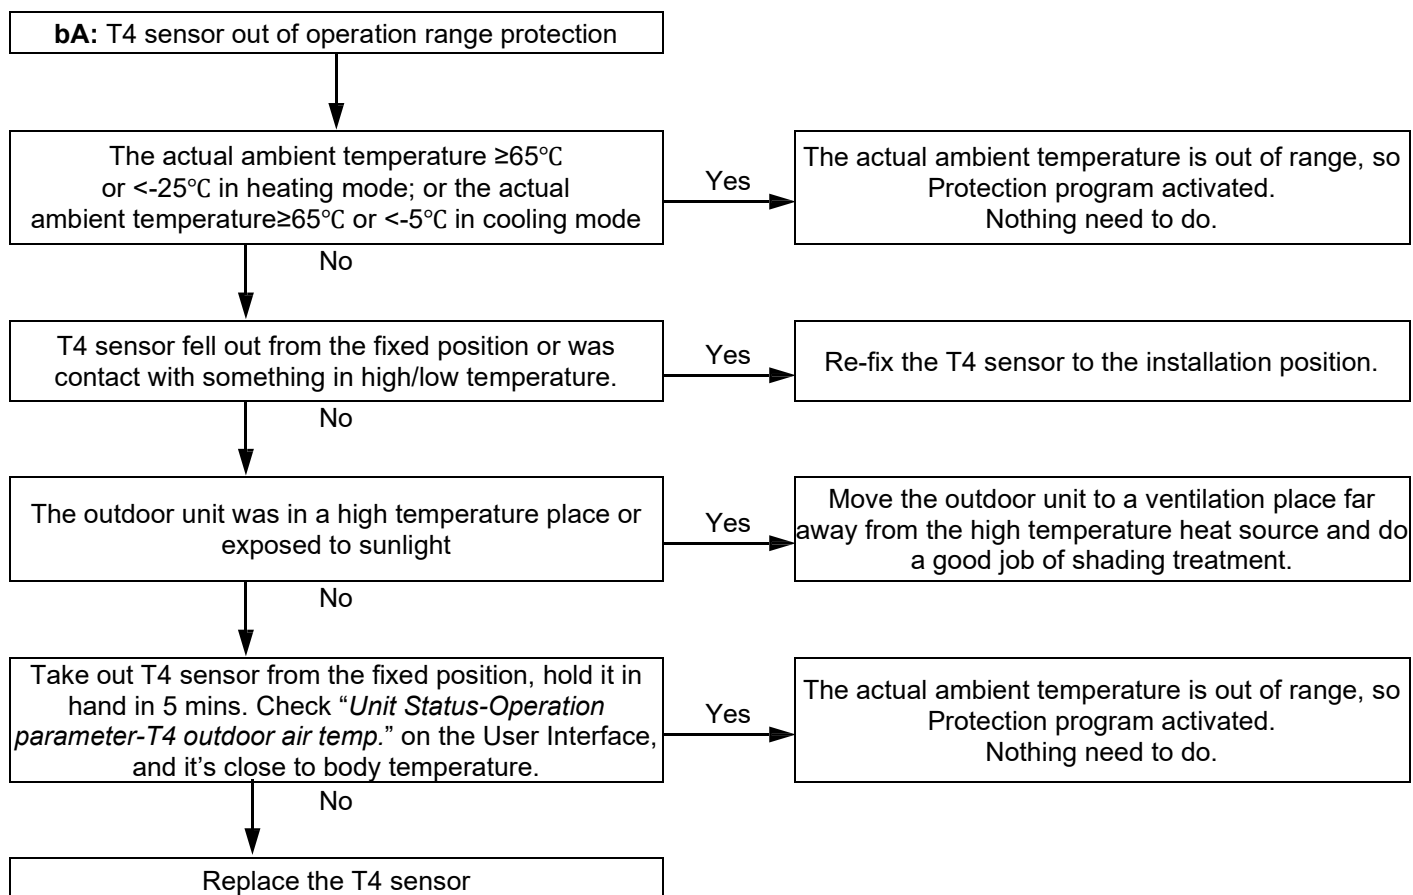 bA: T4 sensor out of operation range protection
The actual ambient temperature ≥65℃
or <-25℃ in heating mode; or the actual
ambient temperature≥65℃ or <-5℃ in cooling mode
Yes
The actual ambient temperature is out of range, so
Protection program activated.
Nothing need to do.
No
T4 sensor fell out from the fixed position or was
contact with something in high/low temperature.
Yes
Re-fix the T4 sensor to the installation position.
No
The outdoor unit was in a high temperature place or
exposed to sunlight
Yes
Move the outdoor unit to a ventilation place far
away from the high temperature heat source and do
a good job of shading treatment.
No
Take out T4 sensor from the fixed position, hold it in
hand in 5 mins. Check “Unit Status-Operation
parameter-T4 outdoor air temp.” on the User Interface,
and it’s close to body temperature.
Yes
The actual ambient temperature is out of range, so
Protection program activated.
Nothing need to do.
No
Replace the T4 sensor